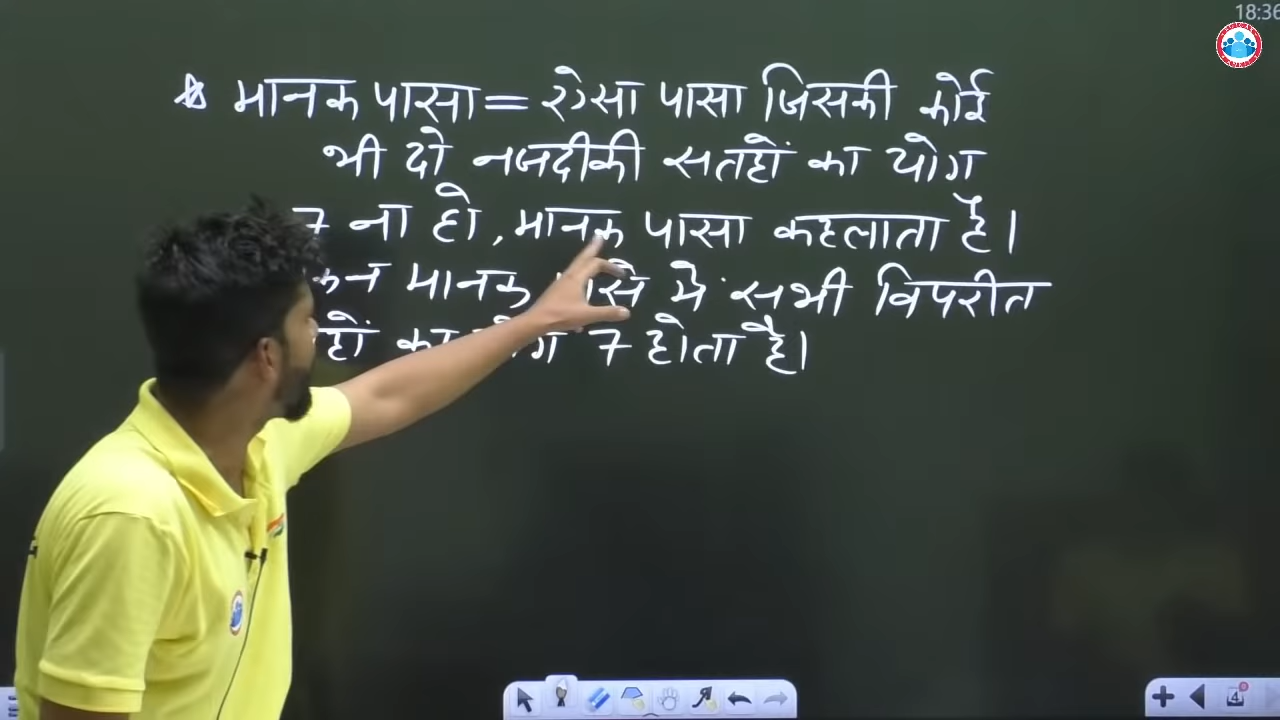 18:36
मानक पासा = ऐसा पासा जिसकी कोई
भी दो नजदीकी सतहों का योग
7 ना हो, मानक पासा कहलाता है।
मानक में सभी विपरीत
का 7 होता है।